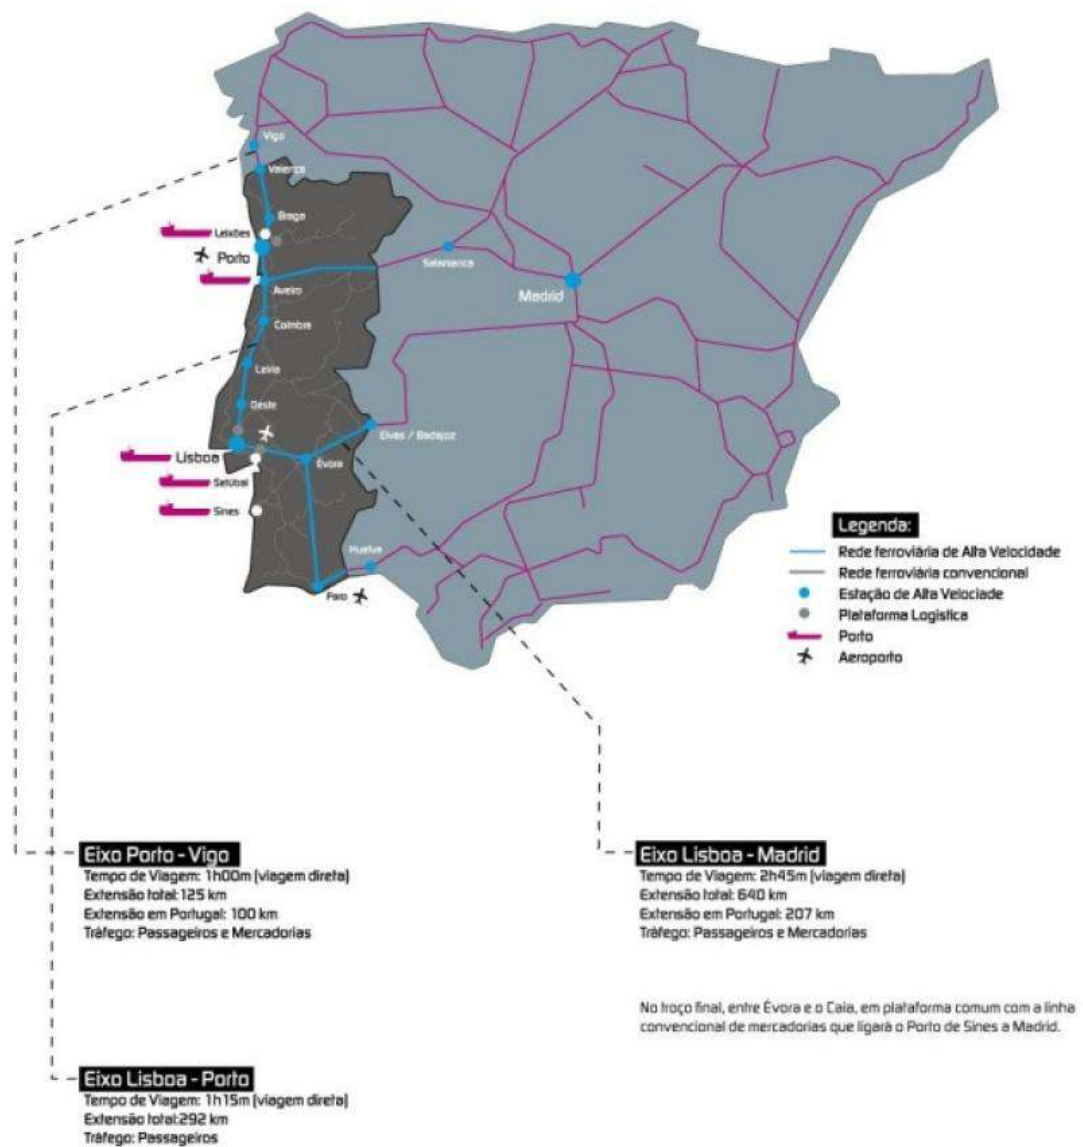 Vigo
Valença
Braga
Leixões
Porto
Salamanca
Aveiro
Madrid
Coimbra
Leiria
Oeste
Elvas / Badajoz
Lisboa
Évora
Setúbal
Sines
Huelva
Faro
Legenda:
Rede ferroviária de Alta Velocidade
Rede ferroviária convencional
Estação de Alta Velociade
Plataforma Logística
Porto
Aeroporto
Eixo Porto - Vigo
Tempo de Viagem: 1h00m (viagem direta)
Extensão total: 125 km
Extensão em Portugal: 100 km
Tráfego: Passageiros e Mercadorias
Eixo Lisboa - Madrid
Tempo de Viagem: 2h45m (viagem direta)
Extensão total: 640 km
Extensão em Portugal: 207 km
Tráfego: Passageiros e Mercadorias
No troço final, entre Évora e o Caia, em plataforma comum com a linha
convencional de mercadorias que ligará o Porto de Sines a Madrid.
Eixo Lisboa - Porto
Tempo de Viagem: 1h15m (viagem direta)
Extensão total:292 km
Tráfego: Passageiros